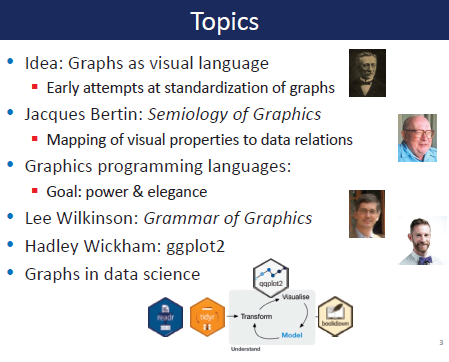 Topics
• Idea: Graphs as visual language
▪ Early attempts at standardization of graphs
• Jacques Bertin: Semiology of Graphics
▪ Mapping of visual properties to data relations
• Graphics programming languages:
▪ Goal: power & elegance
• Lee Wilkinson: Grammar of Graphics
• Hadley Wickham: ggplot2
• Graphs in data science
ggplot2
Visualise
readr
tidyr
Transform
bookdown
Model
Understand
3